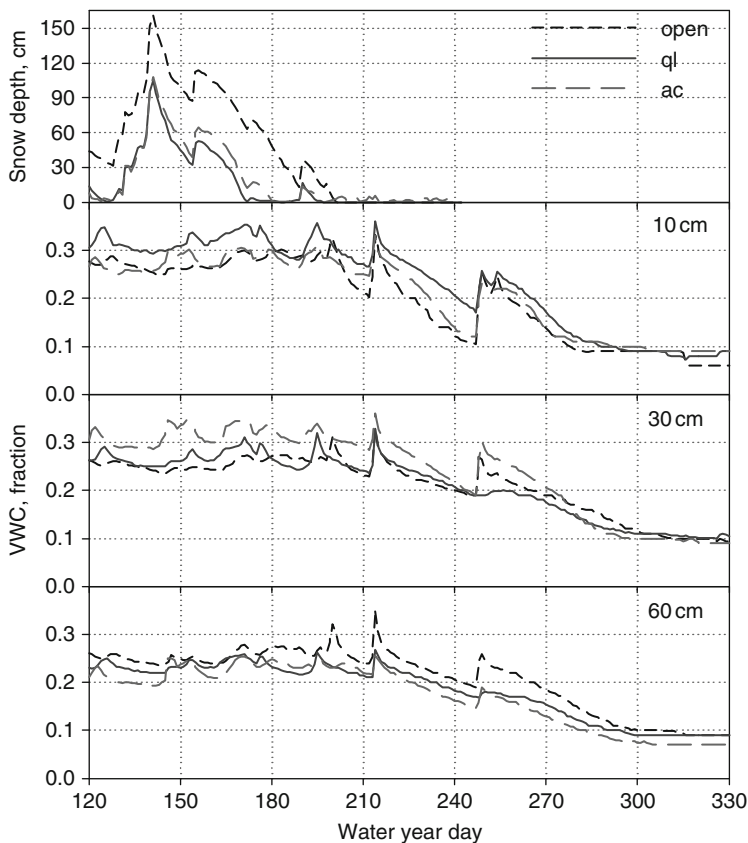 150
120
90
60
30
0
Snow depth, cm
open
ql
ac
10 cm
0.3
0.2
0.1
0.0
30 cm
0.3
0.2
0.1
0.0
VWC, fraction
60 cm
0.3
0.2
0.1
0.0
120 150 180 210 240 270 300 330
Water year day